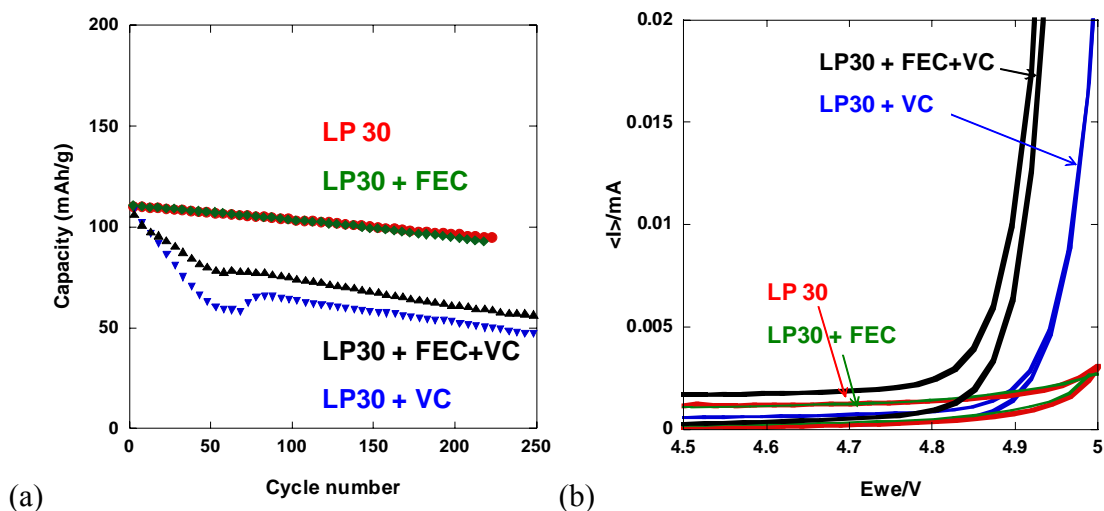 200
150
100
50
0
0 50 100 150 200 250
Capacity (mAh/g)
Cycle number
LP 30
LP30 + FEC
LP30 + FEC+VC
LP30 + VC
(a)
0.02
0.015
0.01
0.005
0
4.5 4.6 4.7 4.8 4.9 5
<I>/mA
Ewe/V
LP30 + FEC+VC
LP30 + VC
LP 30
LP30 + FEC
(b)